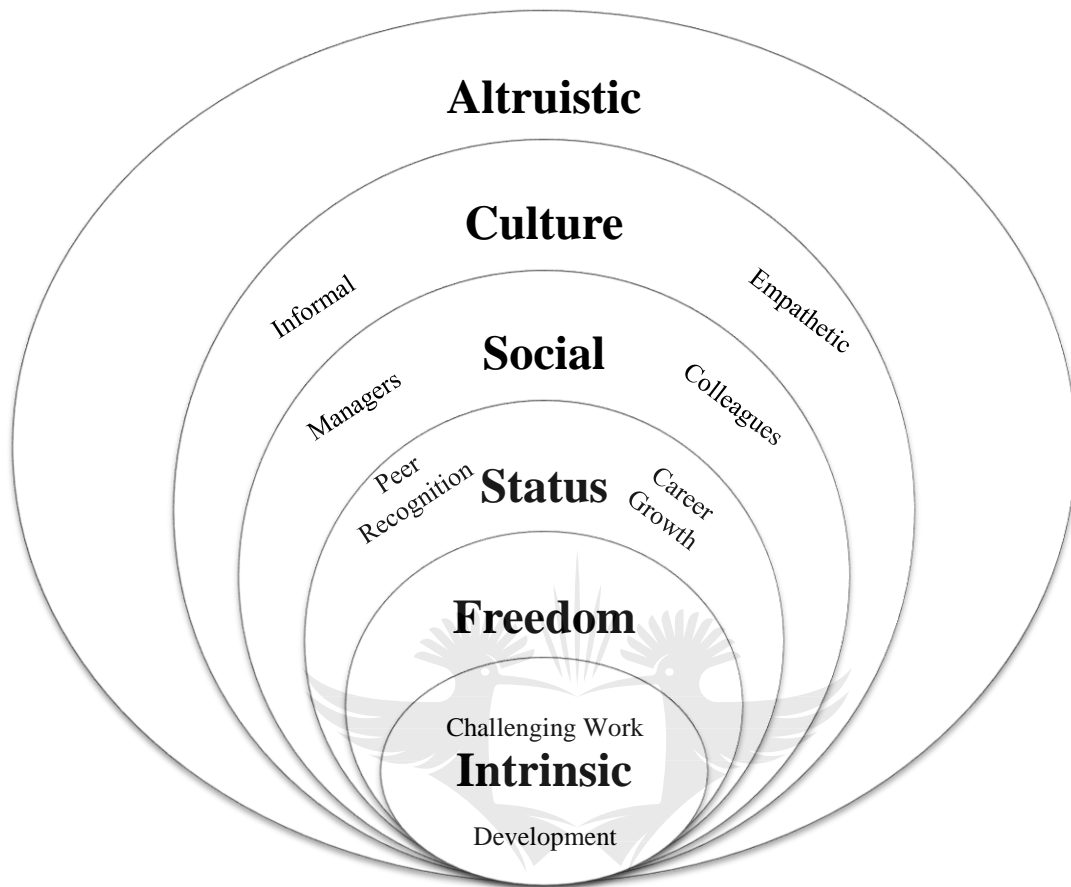 Altruistic
Culture
Informal
Empathetic
Social
Managers
Colleagues
Peer
Recognition
Status
Career
Growth
Freedom
Challenging Work
Intrinsic
Development